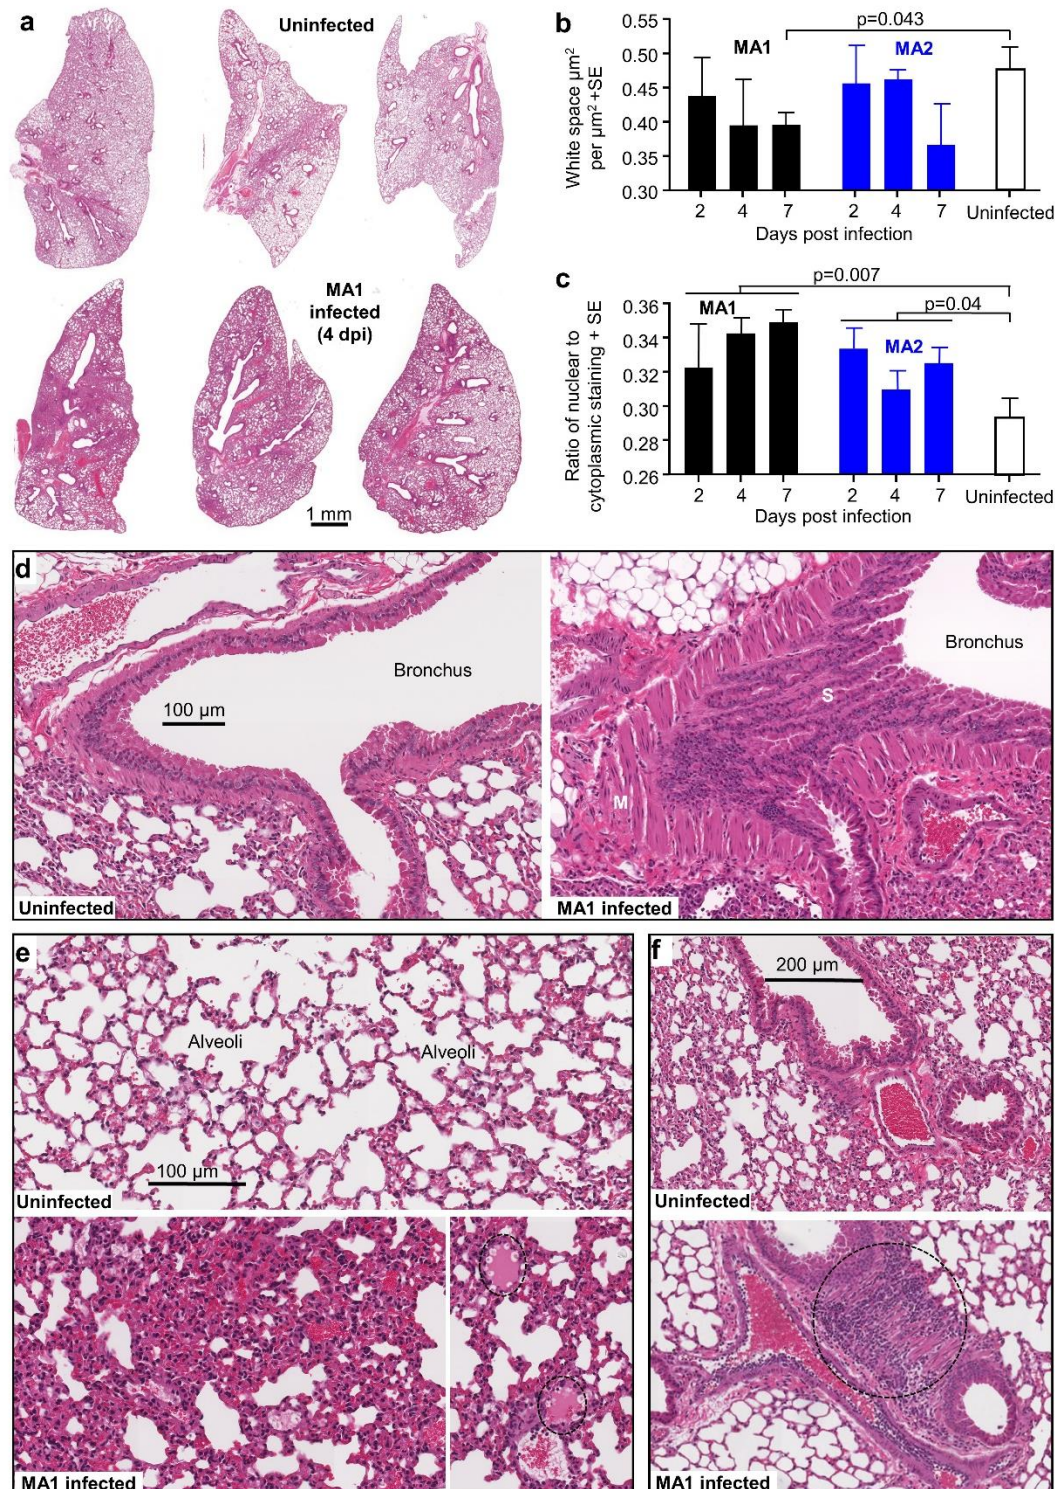 a
Uninfected
MA1
infected
(4 dpi)
1 mm
b
p=0.043
MA1
MA2
White space µm²
per µm² +SE
0.55
0.50
0.45
0.40
0.35
0.30
2 4 7 2 4 7 Uninfected
Days post infection
c
p=0.007
p=0.04
MA1
MA2
Ratio of nuclear to
cytoplasmic staining + SE
0.36
0.34
0.32
0.30
0.28
0.26
2 4 7 2 4 7 Uninfected
Days post infection
d
Bronchus
100 µm
Uninfected
Bronchus
S
M
MA1 infected
e
Alveoli
Alveoli
100 µm
Uninfected
MA1 infected
f
200 µm
Uninfected
MA1 infected